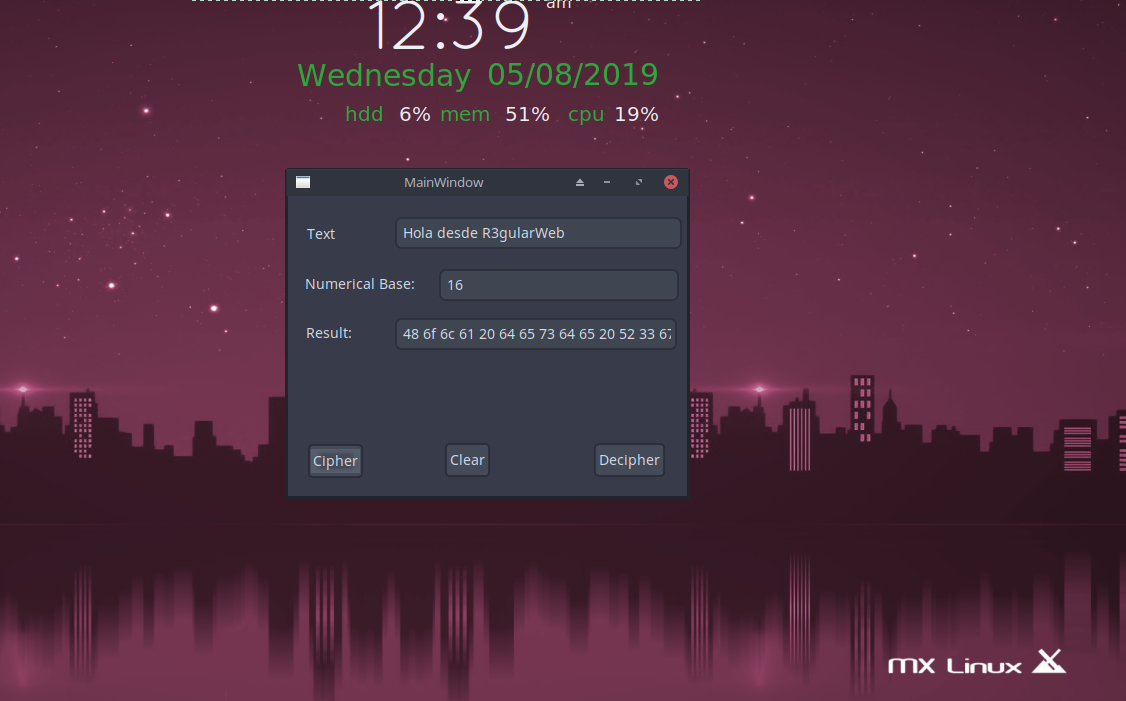 12:39 am
Wednesday 05/08/2019
hdd 6% mem 51% cpu 19%
MainWindow
Text Hola desde R3gularWeb
Numerical Base: 16
Result: 48 6f 6c 61 20 64 65 73 64 65 20 52 33 67
Cipher Clear Decipher
MX Linux